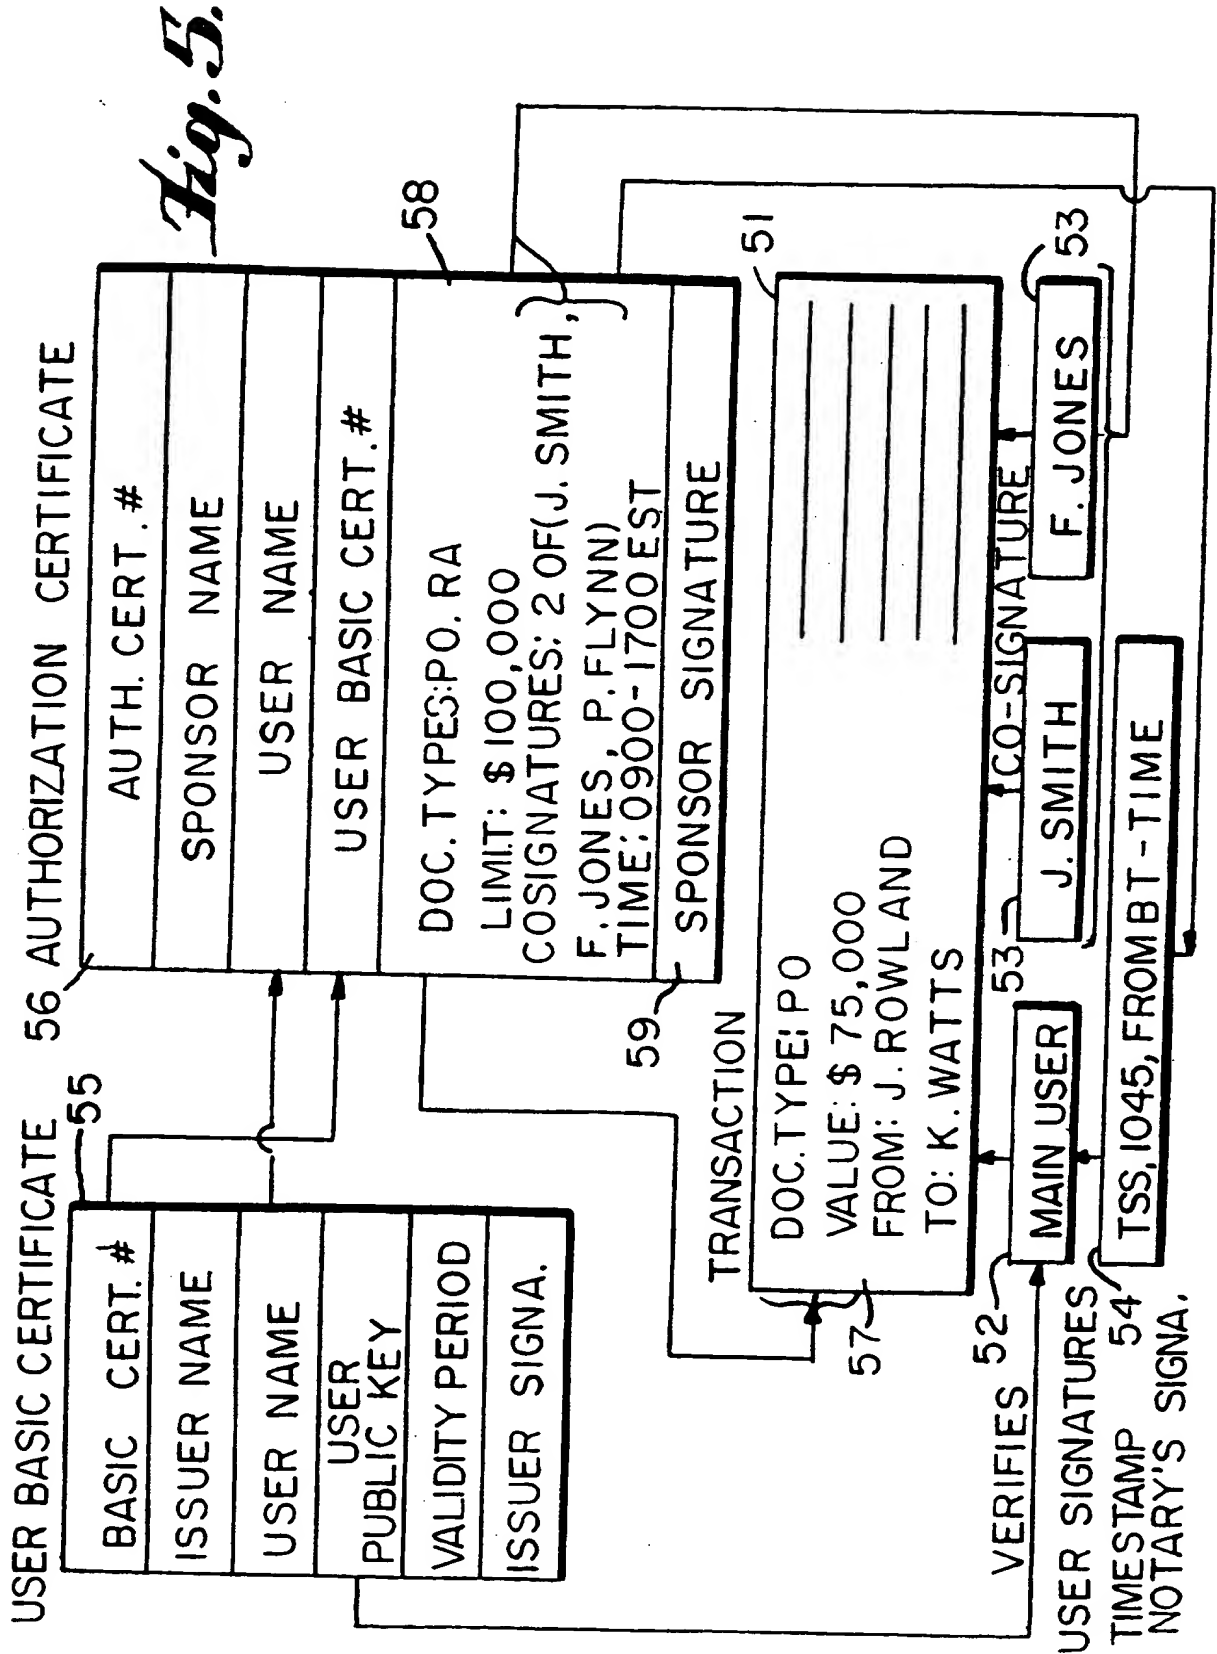 Fig. 5.
USER BASIC CERTIFICATE
55
BASIC CERT. #
ISSUER NAME
USER NAME
USER
PUBLIC KEY
VALIDITY PERIOD
ISSUER SIGNA.
56 AUTHORIZATION CERTIFICATE
AUTH. CERT. #
SPONSOR NAME
USER NAME
USER BASIC CERT. #
58
DOC. TYPES:PO. RA
LIMIT: $100,000
COSIGNATURES: 2 OF(J. SMITH,
F. JONES, P. FLYNN)
TIME: 0900-1700 EST
59
SPONSOR SIGNATURE
TRANSACTION
51
DOC. TYPE: PO
VALUE: $75,000
FROM: J. ROWLAND
TO: K. WATTS
57
VERIFIES
52
53
CO-SIGNATURE
53
USER SIGNATURES
MAIN USER
J. SMITH
F. JONES
54
TIMESTAMP
NOTARY'S SIGNA.
TSS, 1045, FROM BT-TIME